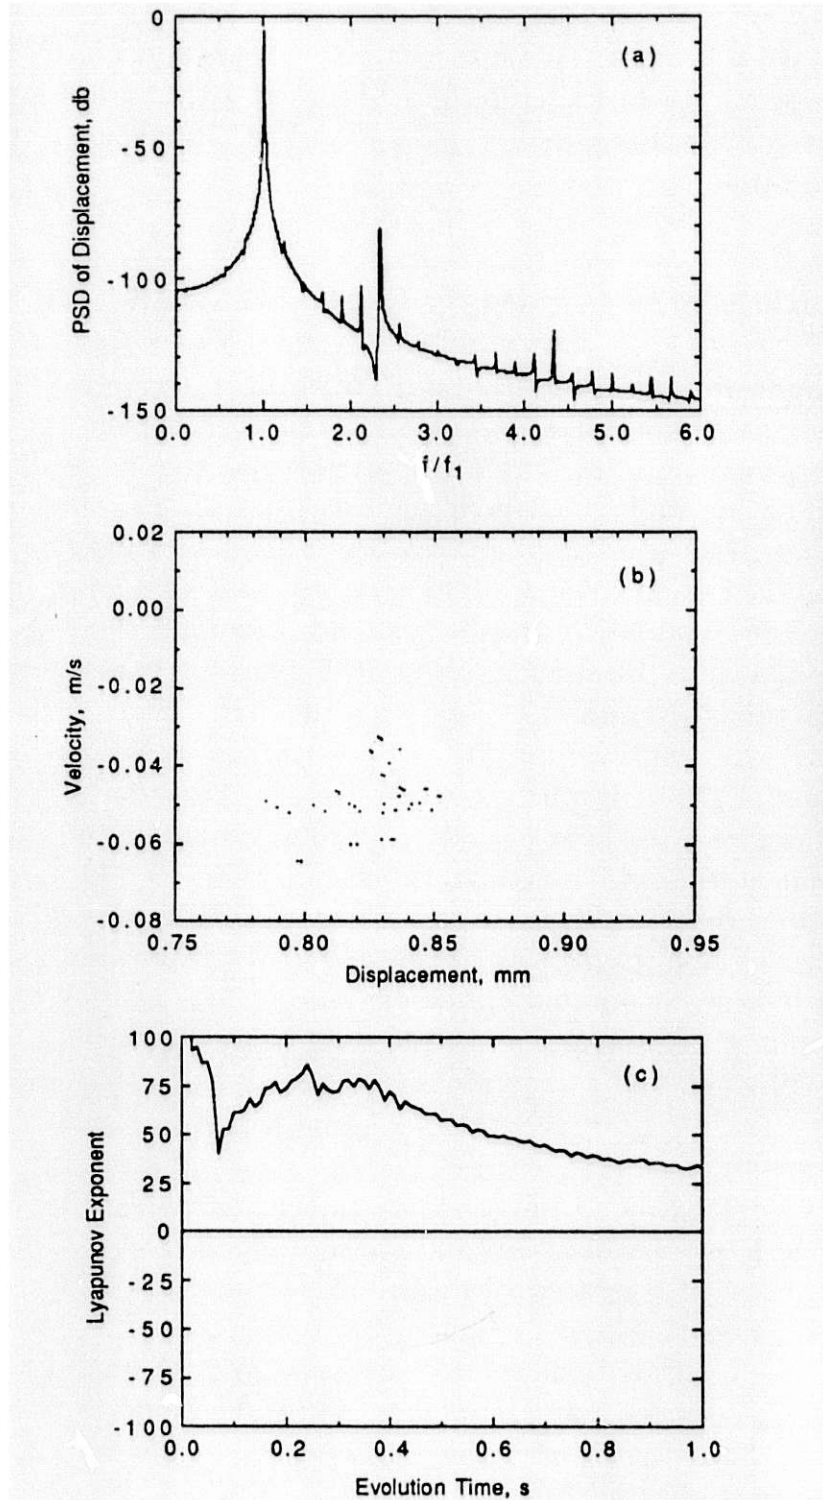 0
(a)
-50
-100
-150
PSD of Displacement, db
0.0 1.0 2.0 3.0 4.0 5.0 6.0
f/f1
0.02
(b)
0.00
-0.02
-0.04
-0.06
-0.08
Velocity, m/s
0.75 0.80 0.85 0.90 0.95
Displacement, mm
100
(c)
75
50
25
0
-25
-50
-75
-100
Lyapunov Exponent
0.0 0.2 0.4 0.6 0.8 1.0
Evolution Time, s